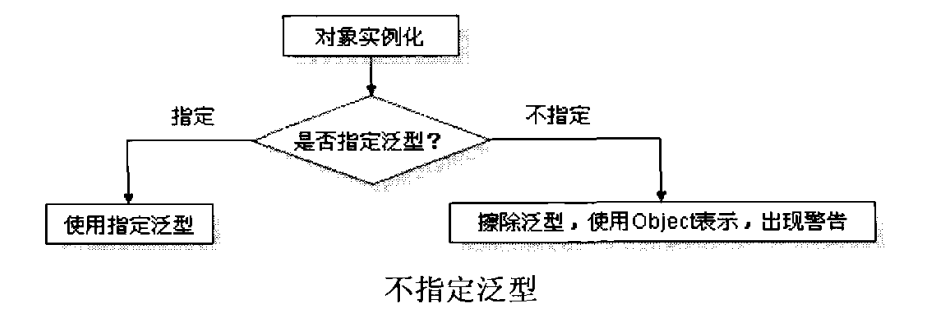 对象实例化
指定
不指定
是否指定泛型？
使用指定泛型
擦除泛型，使用Object表示，出现警告
不指定泛型